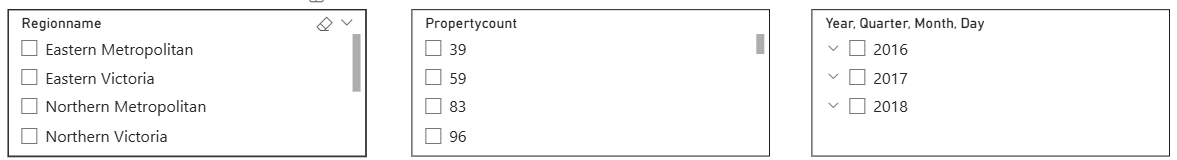 Regionname
Eastern Metropolitan
Eastern Victoria
Northern Metropolitan
Northern Victoria
Propertycount
39
59
83
96
Year, Quarter, Month, Day
2016
2017
2018